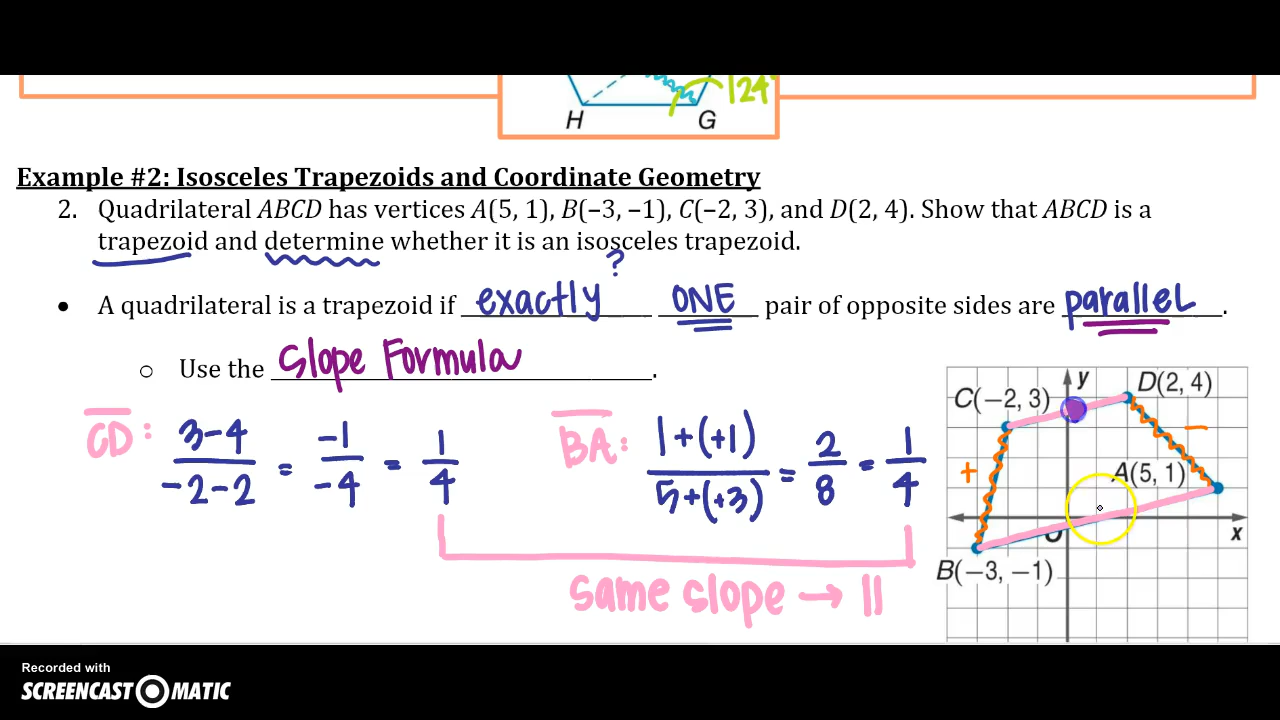 124°
H G
Example #2: Isosceles Trapezoids and Coordinate Geometry
2. Quadrilateral ABCD has vertices A(5, 1), B(–3, –1), C(–2, 3), and D(2, 4). Show that ABCD is a
trapezoid and determine whether it is an isosceles trapezoid.
?
• A quadrilateral is a trapezoid if exactly ONE pair of opposite sides are parallel.
o Use the Slope Formula.
CD: 3-4 / -2-2 = -1 / -4 = 1 / 4
BA: 1+(+1) / 5+(+3) = 2 / 8 = 1 / 4
same slope → ||
y
C(−2, 3)
D(2, 4)
+
−
A(5, 1)
O
x
B(−3, −1)
Recorded with
SCREENCAST-O-MATIC